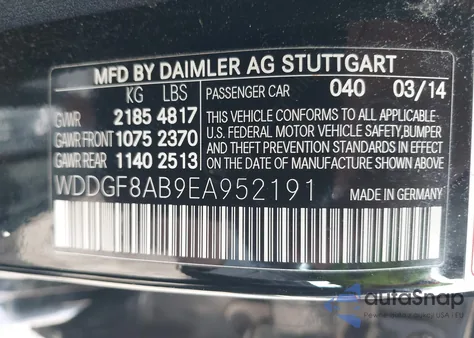 MFD BY DAIMLER AG STUTTGART
KG LBS
GVWR 2185 4817
GAWR FRONT 1075 2370
GAWR REAR 1140 2513
PASSENGER CAR 040 03/14
THIS VEHICLE CONFORMS TO ALL APPLICABLE
U.S. FEDERAL MOTOR VEHICLE SAFETY, BUMPER
AND THEFT PREVENTION STANDARDS IN EFFECT
ON THE DATE OF MANUFACTURE SHOWN ABOVE.
WDDGF8AB9EA952191
MADE IN GERMANY
autoSnap